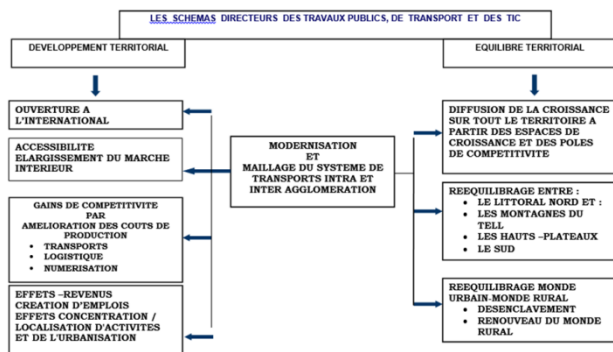 LES SCHEMAS DIRECTEURS DES TRAVAUX PUBLICS, DE TRANSPORT ET DES TIC
DEVELOPPEMENT TERRITORIAL
EQUILIBRE TERRITORIAL
OUVERTURE A
L'INTERNATIONAL
ACCESSIBILITE
ELARGISSEMENT DU MARCHE
INTERIEUR
GAINS DE COMPETITIVITE
PAR
AMELIORATION DES COUTS DE
PRODUCTION
• TRANSPORTS
• LOGISTIQUE
• NUMERISATION
EFFETS –REVENUS
CREATION D'EMPLOIS
EFFETS CONCENTRATION /
LOCALISATION D'ACTIVITES
ET DE L'URBANISATION
MODERNISATION
ET
MAILLAGE DU SYSTEME DE
TRANSPORTS INTRA ET
INTER AGGLOMERATION
DIFFUSION DE LA CROISSANCE
SUR TOUT LE TERRITOIRE A
PARTIR DES ESPACES DE
CROISSANCE ET DES POLES
DE COMPETITIVITE
REEQUILIBRAGE ENTRE :
• LE LITTORAL NORD ET :
• LES MONTAGNES DU
TELL
• LES HAUTS –PLATEAUX
• LE SUD
REEQUILIBRAGE MONDE
URBAIN-MONDE RURAL
• DESENCLAVEMENT
• RENOUVEAU DU MONDE
RURAL